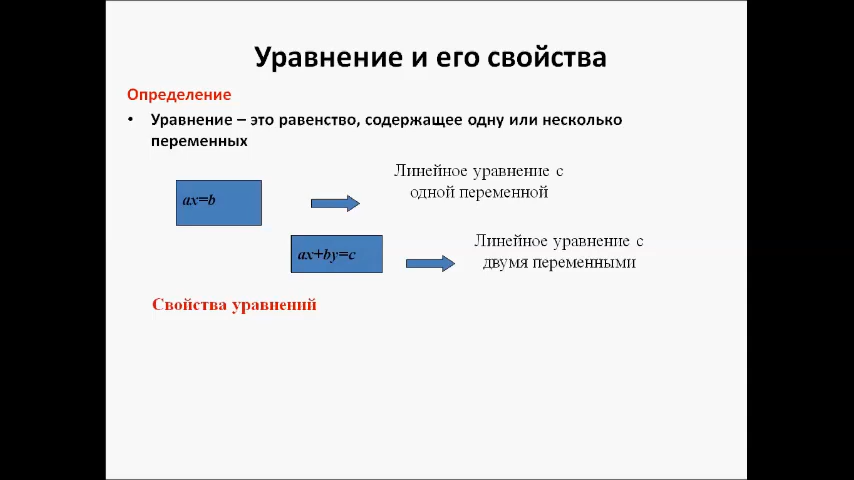 Уравнение и его свойства
Определение
• Уравнение – это равенство, содержащее одну или несколько
переменных
Линейное уравнение с
одной переменной
ax=b
Линейное уравнение с
двумя переменными
ax+by=c
Свойства уравнений